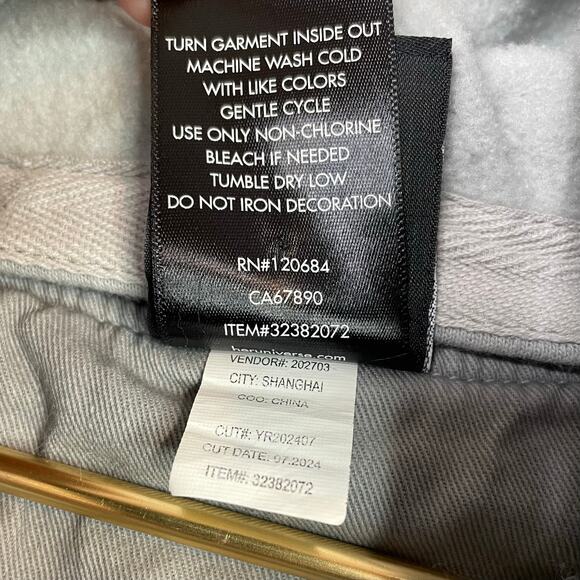 TURN GARMENT INSIDE OUT
MACHINE WASH COLD
WITH LIKE COLORS
GENTLE CYCLE
USE ONLY NON-CHLORINE
BLEACH IF NEEDED
TUMBLE DRY LOW
DO NOT IRON DECORATION
RN#120684
CA67890
ITEM#32382072
heruniverse.com
VENDOR#: 202703
CITY: SHANGHAI
COO: CHINA
CUT#: YR202407
CUT DATE: 07.2024
ITEM#: 32382072